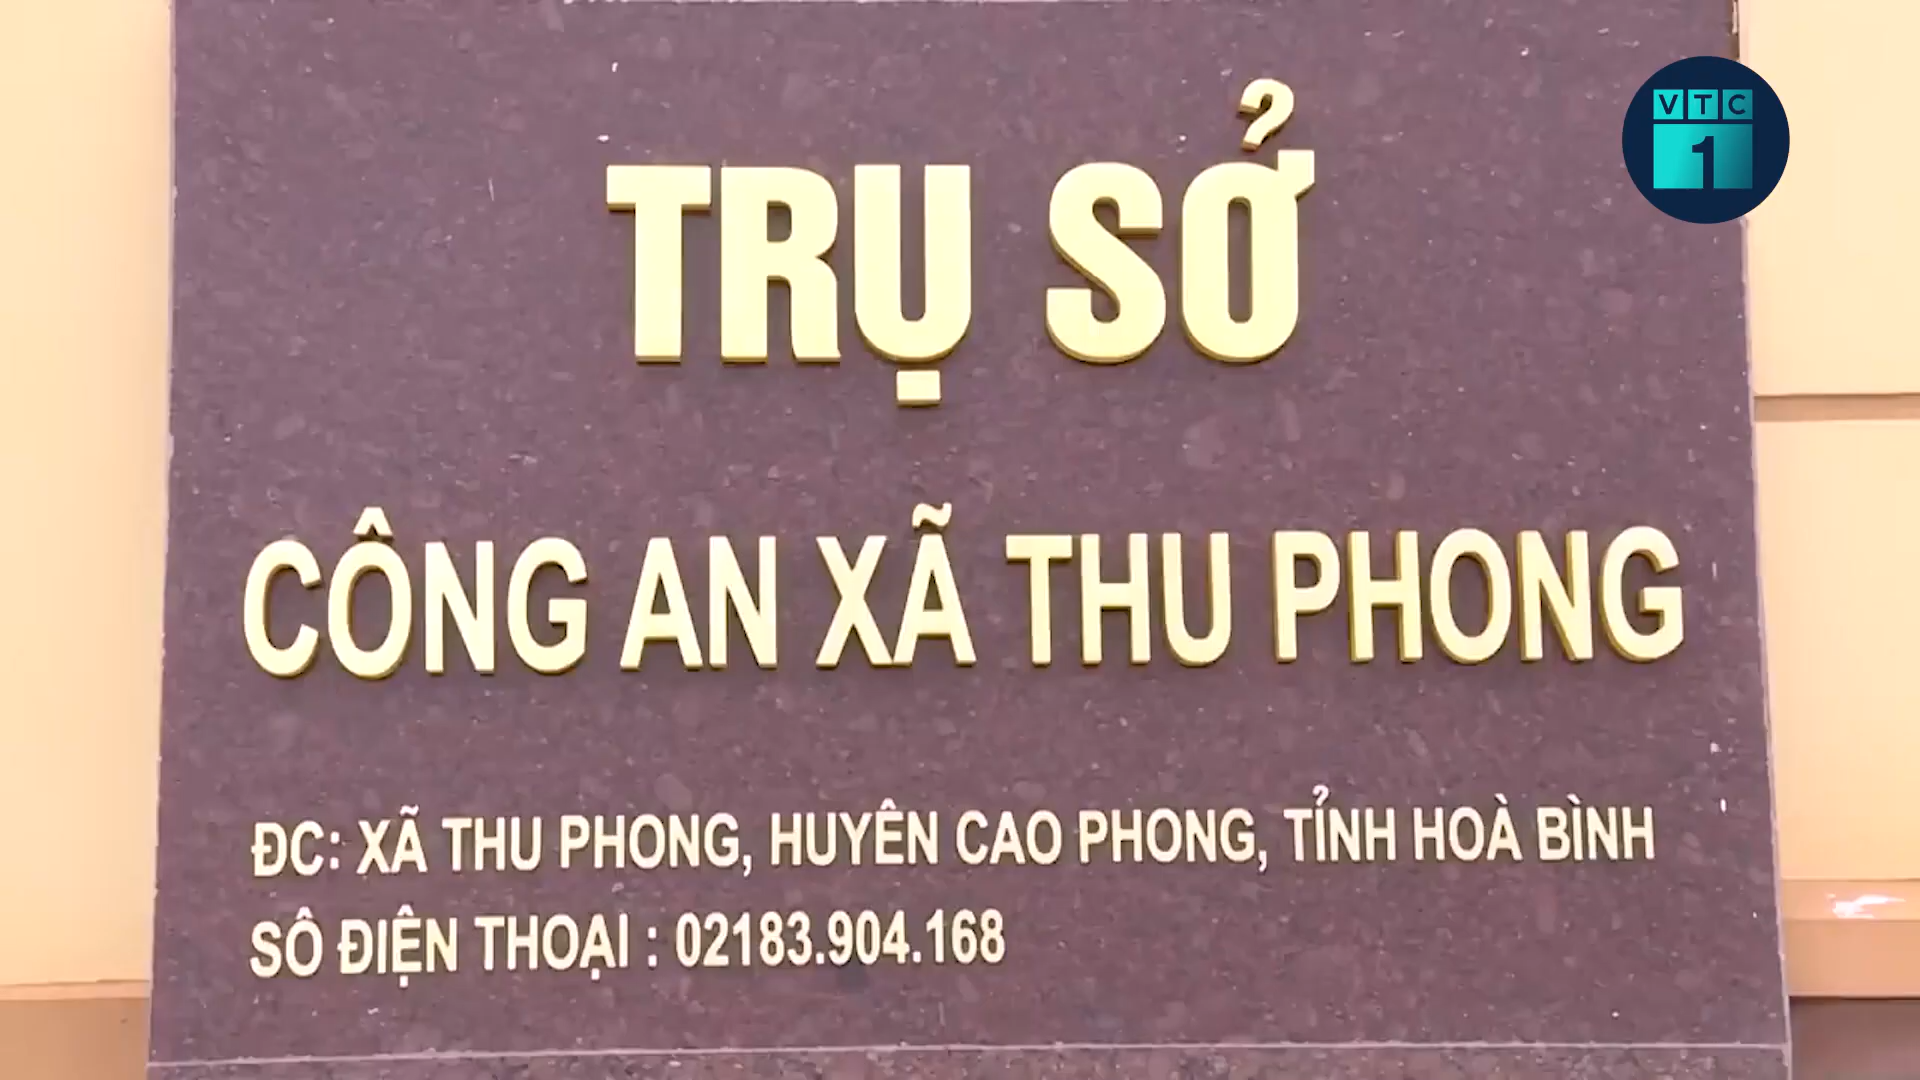 VTC
1
TRỤ SỞ
CÔNG AN XÃ THU PHONG
ĐC: XÃ THU PHONG, HUYÊN CAO PHONG, TỈNH HOÀ BÌNH
SÔ ĐIỆN THOẠI : 02183.904.168